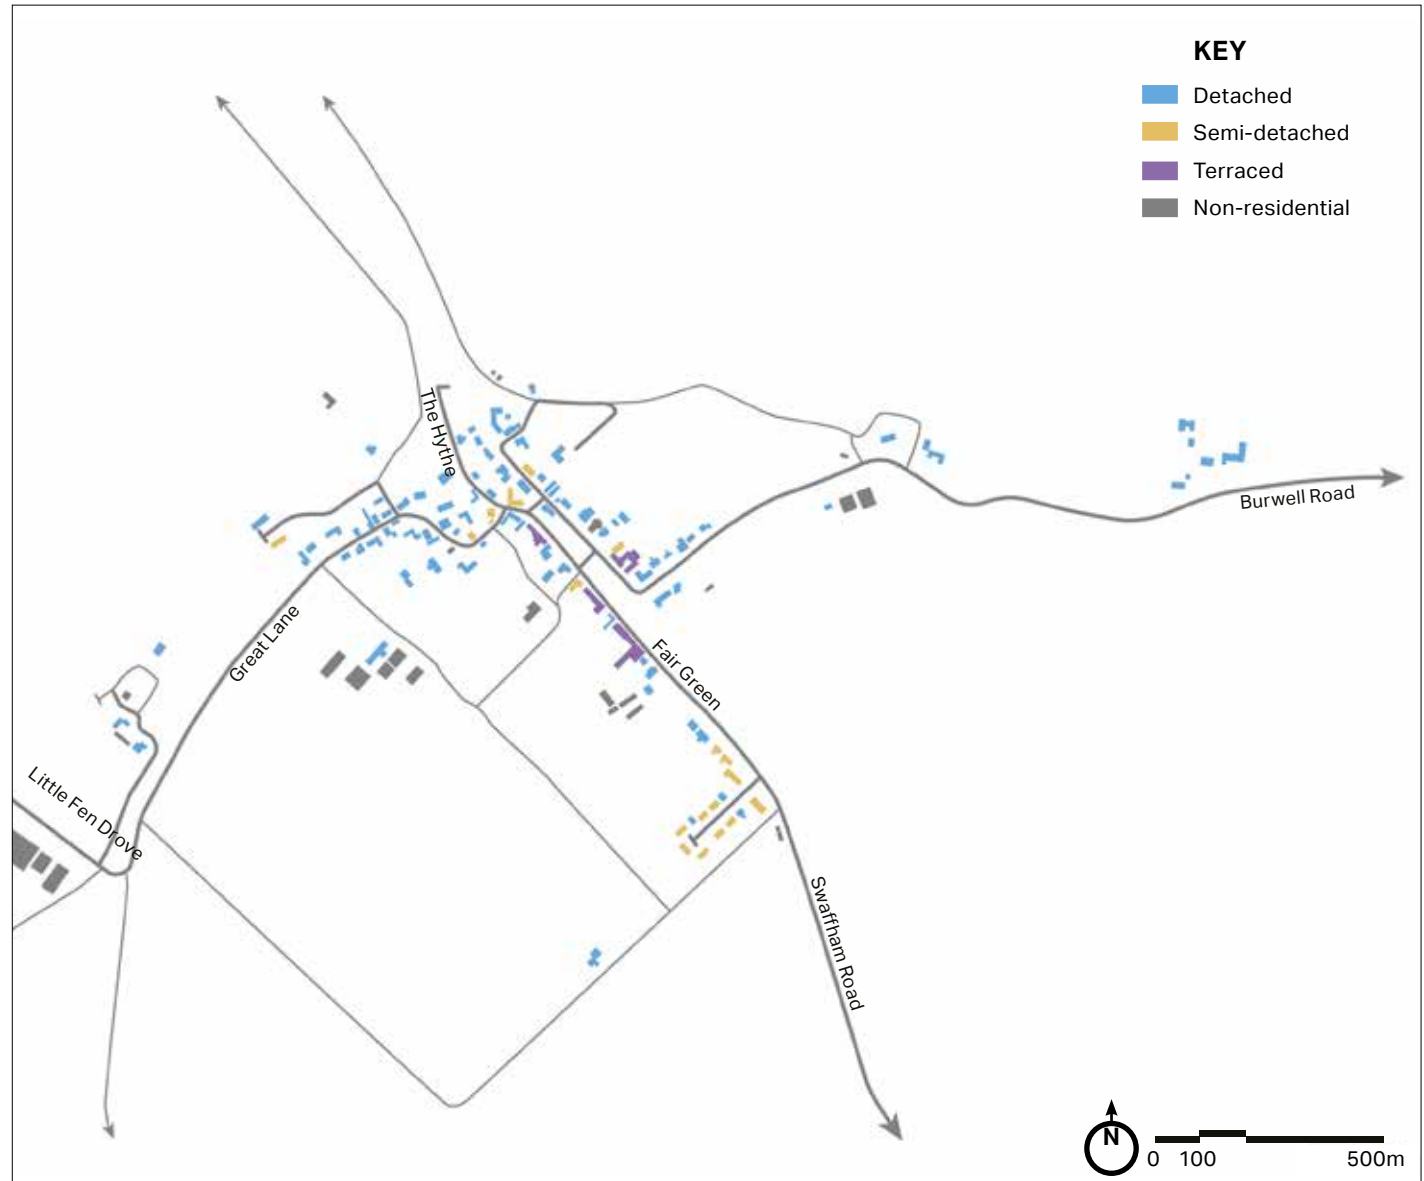 KEY
Detached
Semi-detached
Terraced
Non-residential
The Hythe
Burwell Road
Great Lane
Fair Green
Little Fen Drove
Swaffham Road
N
0 100 500m